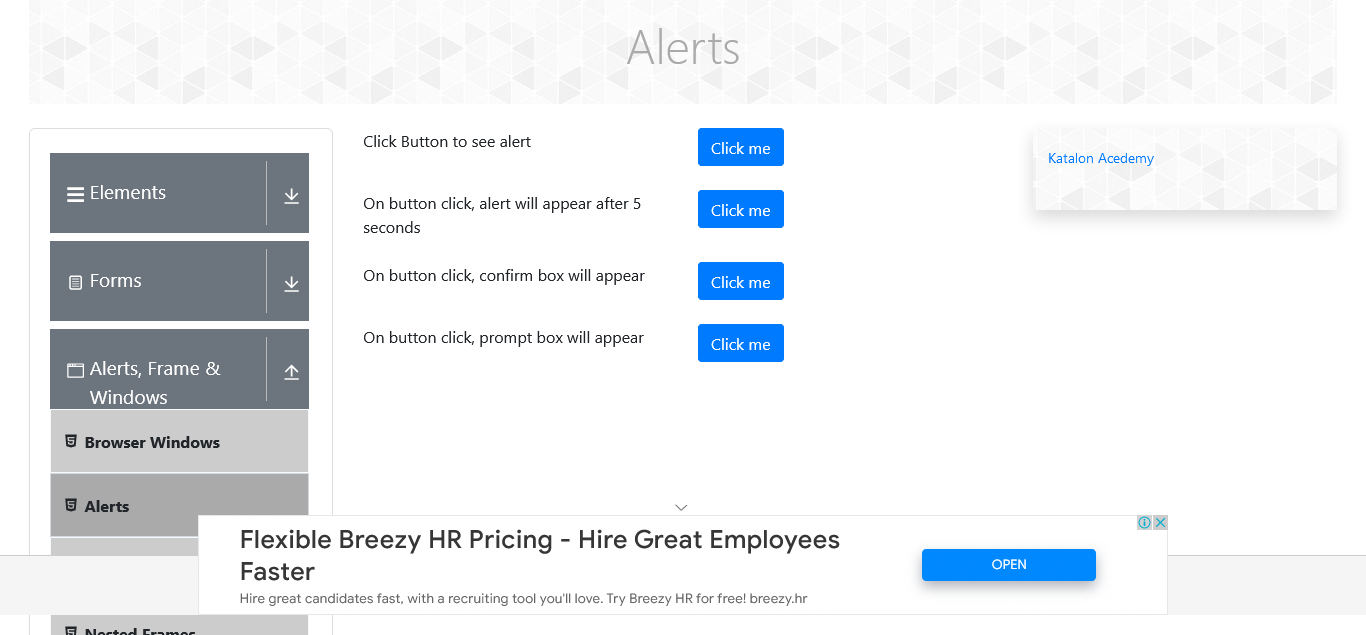 Alerts
Elements
Forms
Alerts, Frame &
Windows
Browser Windows
Alerts
Nested Frames
Click Button to see alert
Click me
On button click, alert will appear after 5
seconds
Click me
On button click, confirm box will appear
Click me
On button click, prompt box will appear
Click me
Katalon Acedemy
Flexible Breezy HR Pricing - Hire Great Employees
Faster
Hire great candidates fast, with a recruiting tool you'll love. Try Breezy HR for free! breezy.hr
OPEN